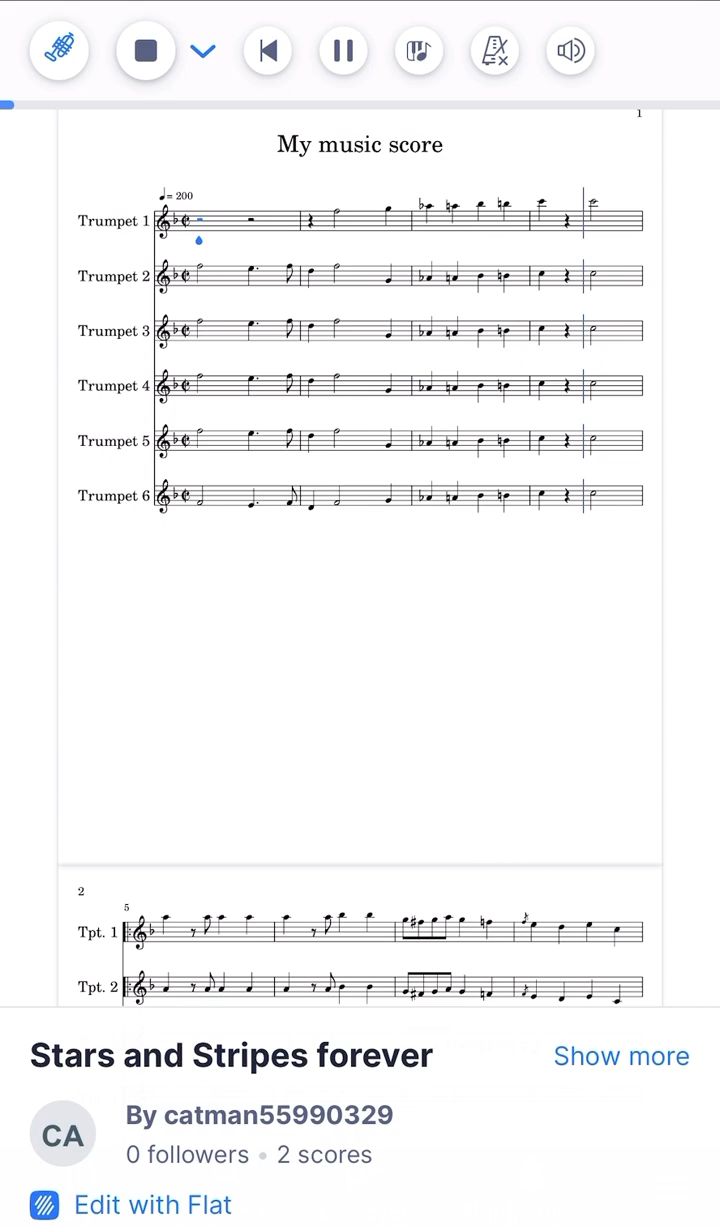 1
My music score
= 200
Trumpet 1
Trumpet 2
Trumpet 3
Trumpet 4
Trumpet 5
Trumpet 6
2
5
Tpt. 1
Tpt. 2
Stars and Stripes forever
Show more
CA
By catman55990329
0 followers • 2 scores
Edit with Flat